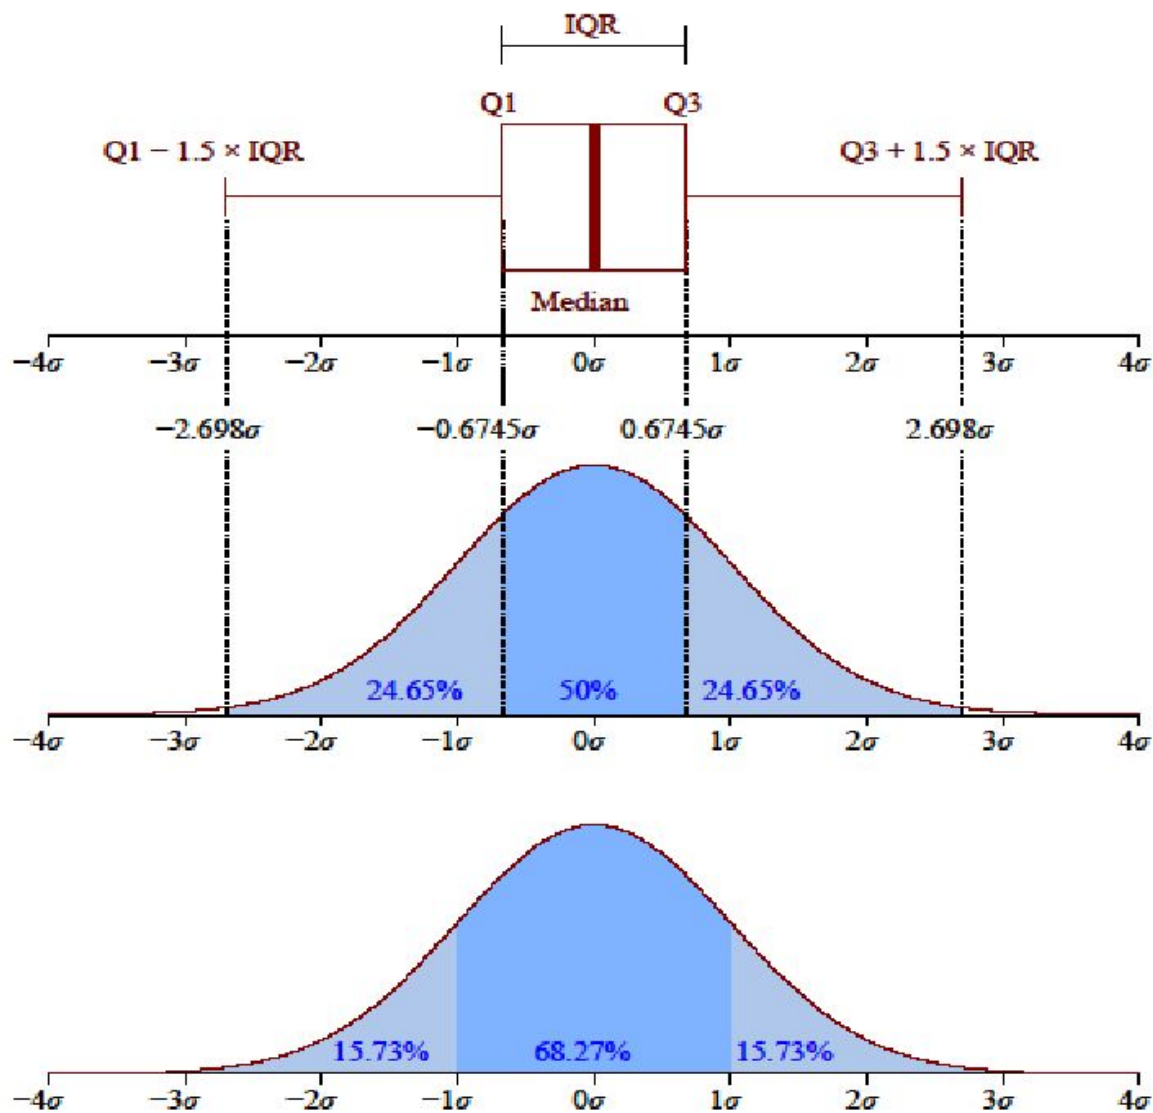 IQR
Q1 Q3
Q1 − 1.5 × IQR Q3 + 1.5 × IQR
Median
−4σ −3σ −2σ −1σ 0σ 1σ 2σ 3σ 4σ
−2.698σ −0.6745σ 0.6745σ 2.698σ
24.65% 50% 24.65%
−4σ −3σ −2σ −1σ 0σ 1σ 2σ 3σ 4σ
15.73% 68.27% 15.73%
−4σ −3σ −2σ −1σ 0σ 1σ 2σ 3σ 4σ